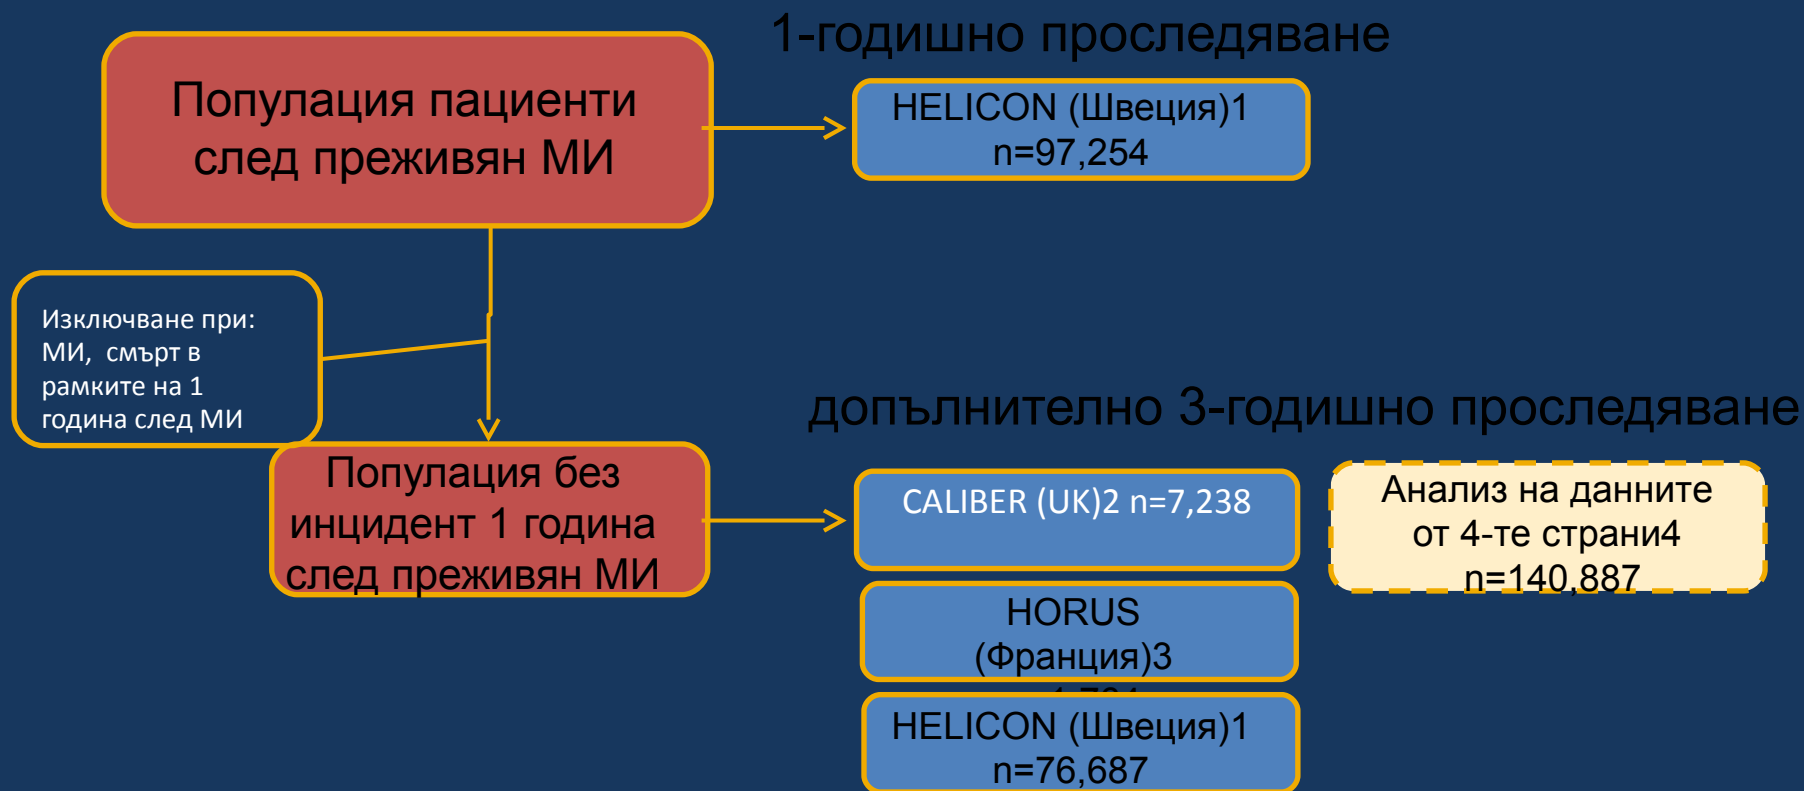 1-годишно проследяване
Популация пациенти
след преживян МИ
HELICON (Швеция)1
n=97,254
Изключване при:
МИ, смърт в
рамките на 1
година след МИ
допълнително 3-годишно проследяване
Популация без
инцидент 1 година
след преживян МИ
CALIBER (UK)2 n=7,238
HORUS
(Франция)3
HELICON (Швеция)1
n=76,687
Анализ на данните
от 4-те страни4
n=140,887